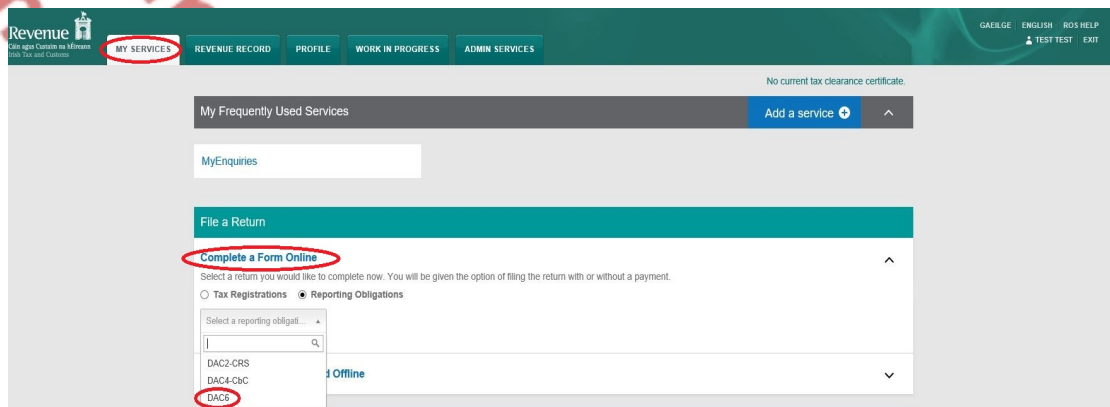 Revenue
Cáin agus Custaim na hÉireann
Irish Tax and Customs
MY SERVICES
REVENUE RECORD
PROFILE
WORK IN PROGRESS
ADMIN SERVICES
GAEILGE ENGLISH ROS HELP
TEST TEST EXIT
No current tax clearance certificate.
My Frequently Used Services
Add a service
MyEnquiries
File a Return
Complete a Form Online
Select a return you would like to complete now. You will be given the option of filing the return with or without a payment.
Tax Registrations Reporting Obligations
Select a reporting obligati...
DAC2-CRS
DAC4-CbC
Offline
DAC6